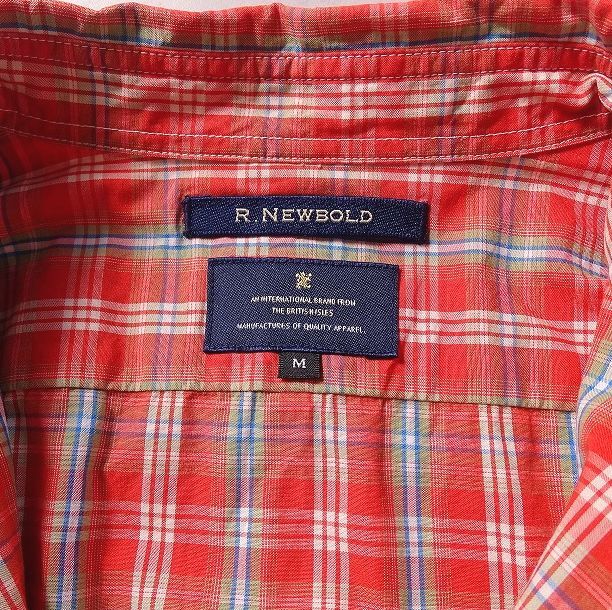 R. NEWBOLD
AN INTERNATIONAL BRAND FROM
THE BRITISH ISLES
MANUFACTURES OF QUALITY APPAREL.
M